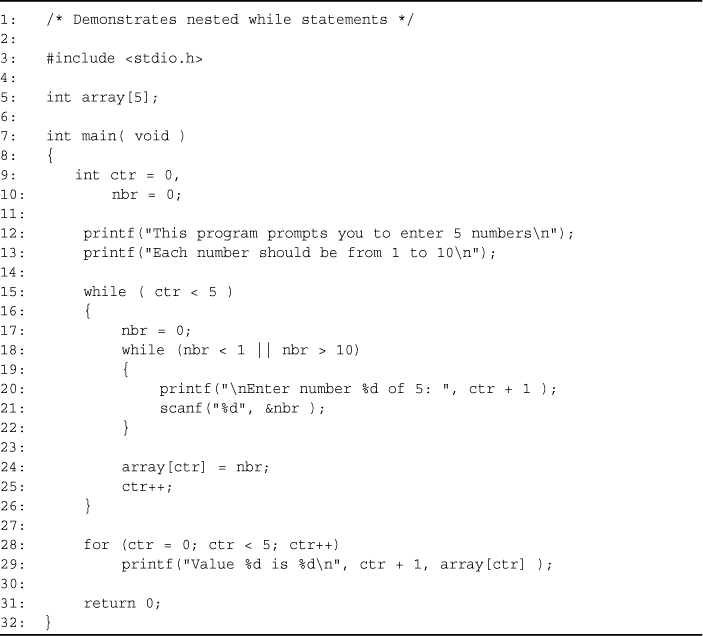 1: /* Demonstrates nested while statements */
2:
3: #include <stdio.h>
4:
5: int array[5];
6:
7: int main( void )
8: {
9: int ctr = 0,
10: nbr = 0;
11:
12: printf("This program prompts you to enter 5 numbers\n");
13: printf("Each number should be from 1 to 10\n");
14:
15: while ( ctr < 5 )
16: {
17: nbr = 0;
18: while (nbr < 1 || nbr > 10)
19: {
20: printf("\nEnter number %d of 5: ", ctr + 1 );
21: scanf("%d", &nbr );
22: }
23:
24: array[ctr] = nbr;
25: ctr++;
26: }
27:
28: for (ctr = 0; ctr < 5; ctr++)
29: printf("Value %d is %d\n", ctr + 1, array[ctr] );
30:
31: return 0;
32: }